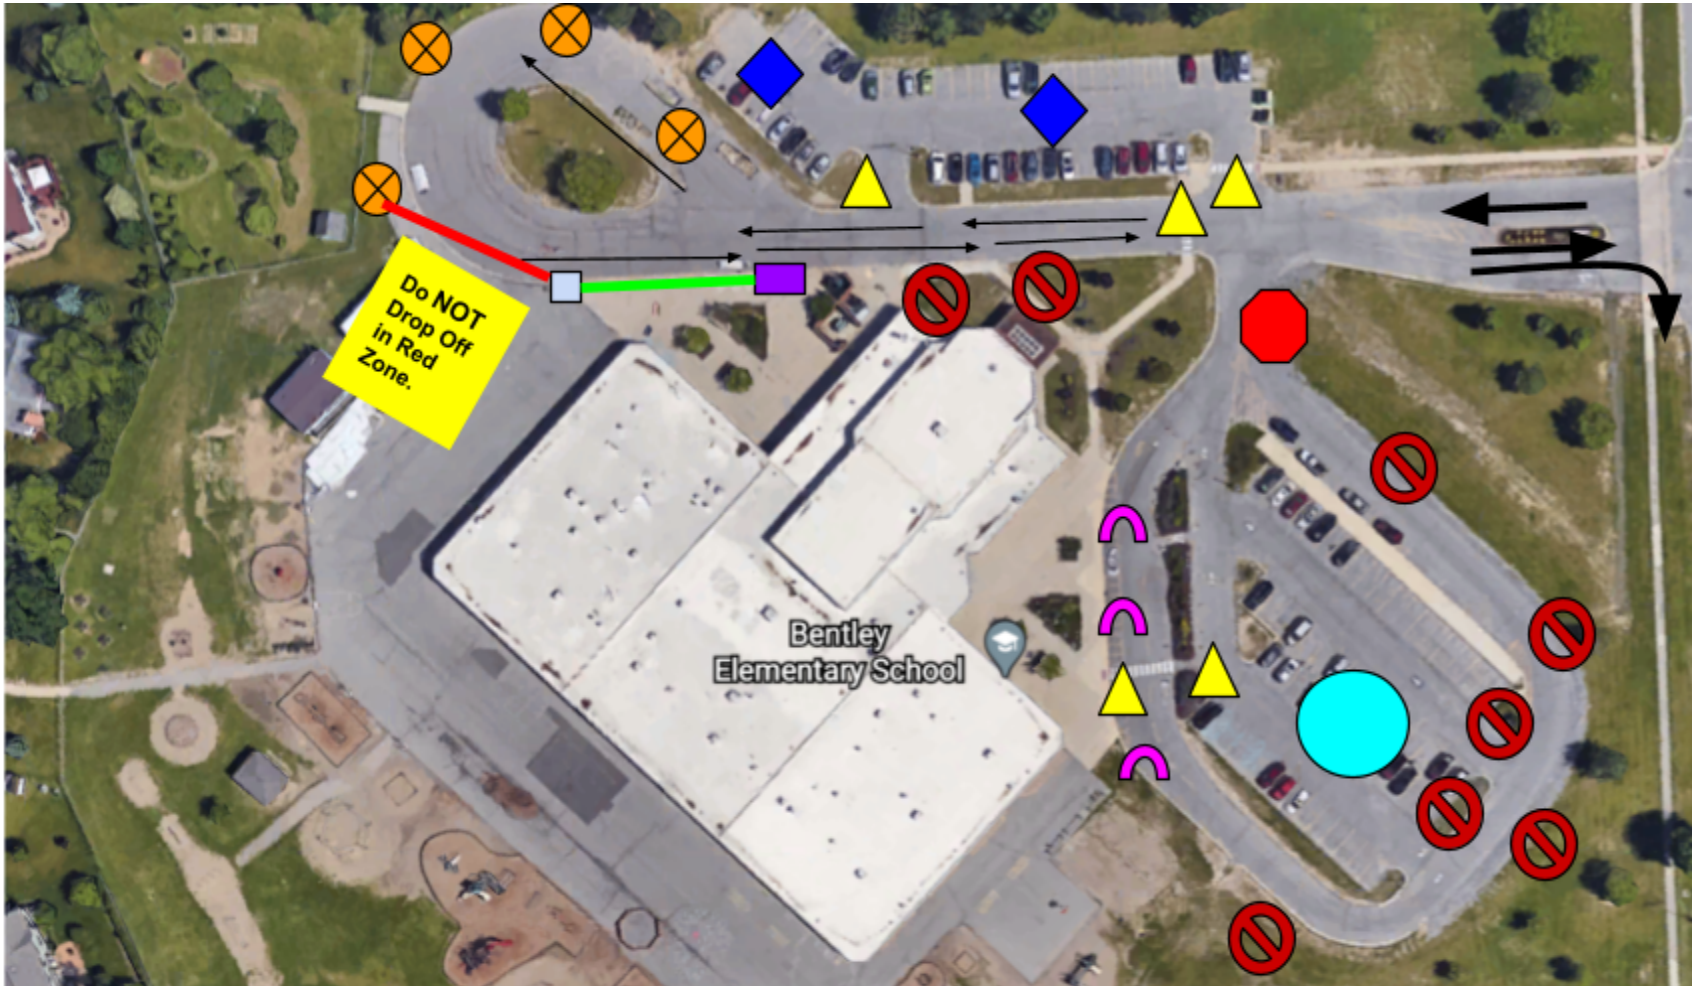 Do NOT
Drop Off
in Red
Zone.
Bentley
Elementary School